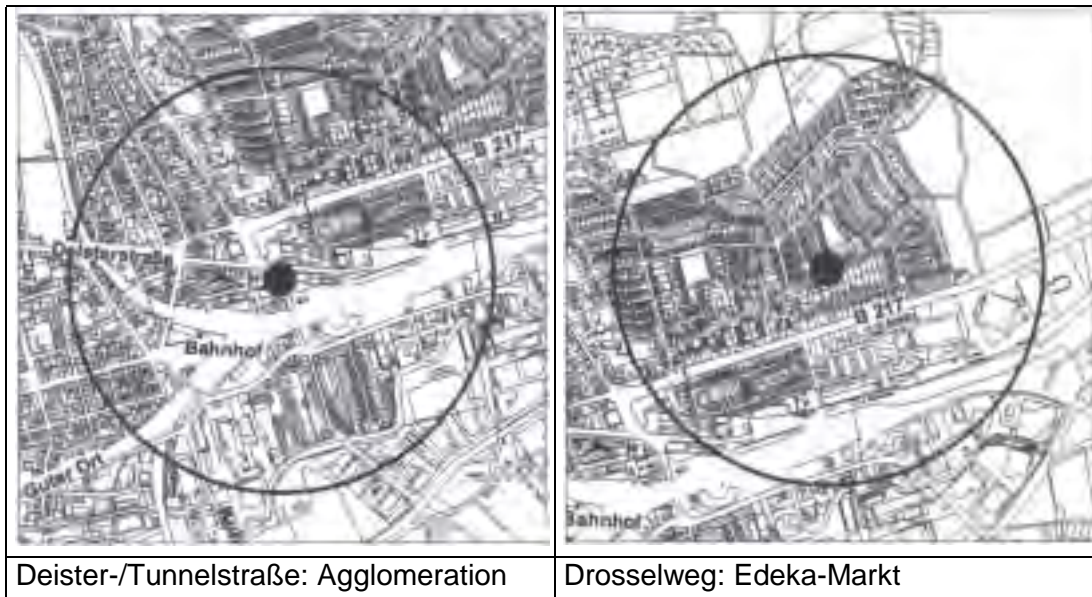 B 217
Deisterstraße
Bahnhof
Guter Ort
Deister-/Tunnelstraße: Agglomeration
B 217
Bahnhof
Drosselweg: Edeka-Markt